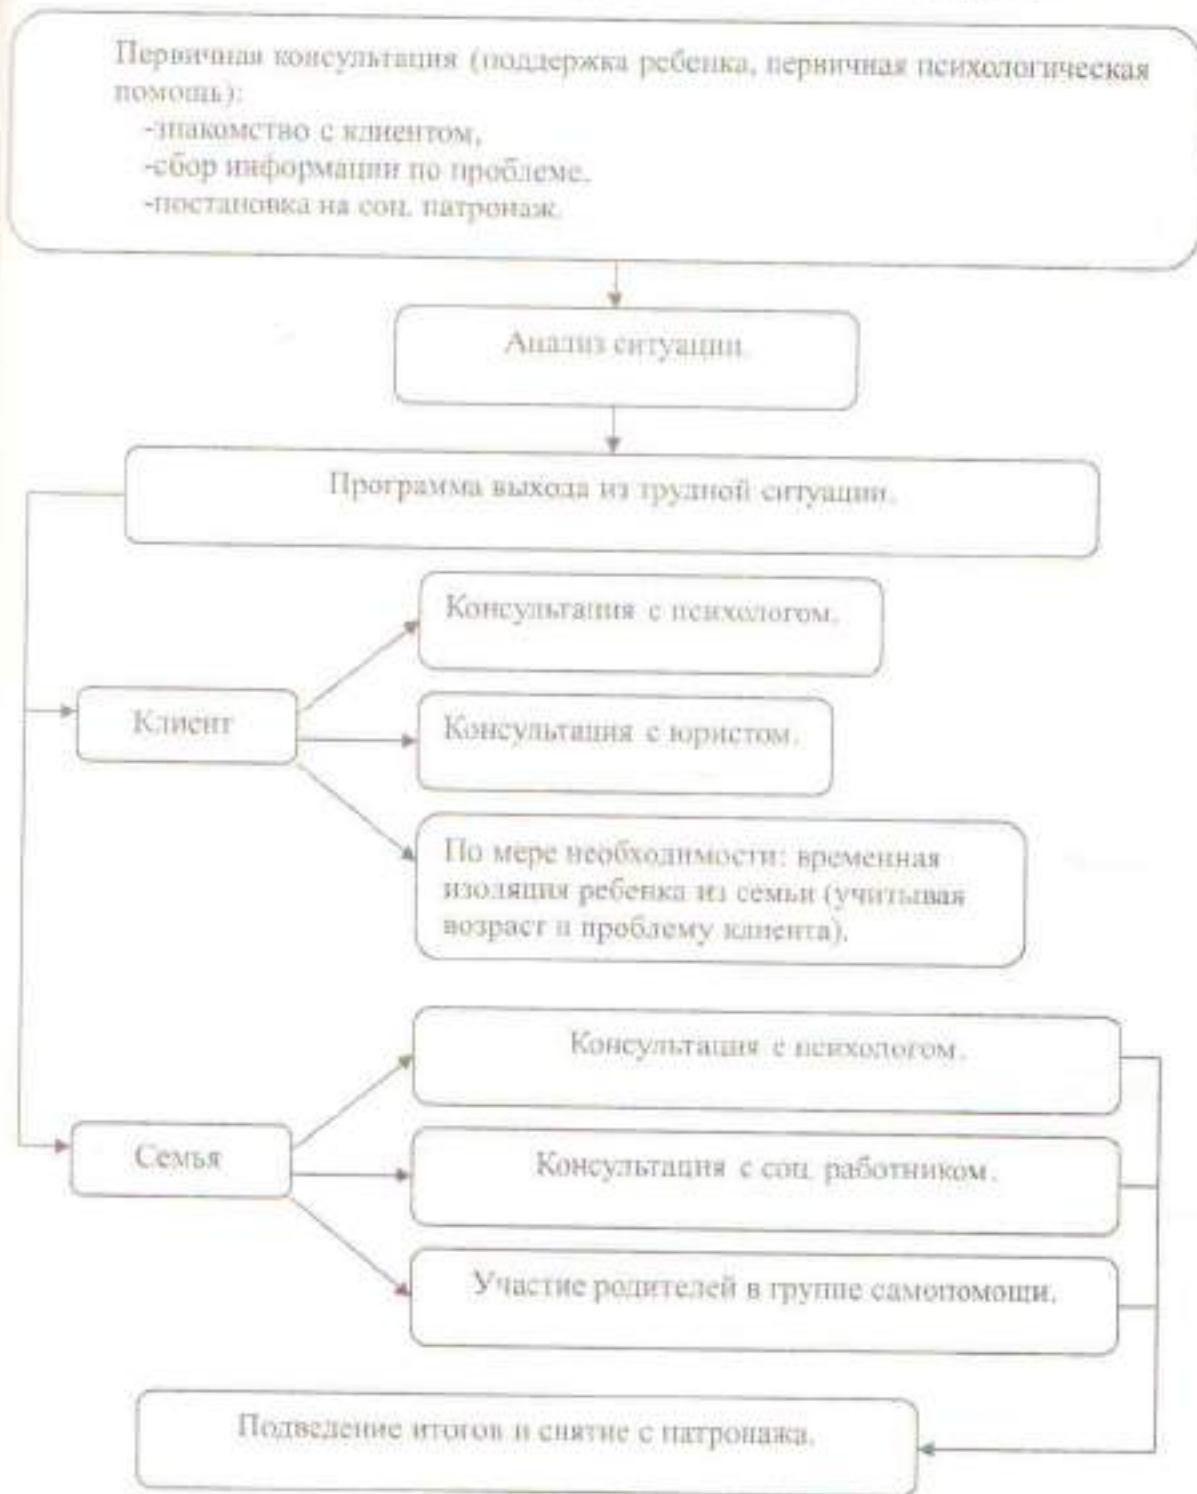 Первичная консультация (поддержка ребенка, первичная психологическая
помощь):
-знакомство с клиентом,
-сбор информации по проблеме,
-постановка на соц. патронаж.
Анализ ситуации.
Программа выхода из трудной ситуации.
Консультация с психологом.
Клиент
Консультация с юристом.
По мере необходимости: временная
изоляция ребенка из семьи (учитывая
возраст и проблему клиента).
Консультация с психологом.
Семья
Консультация с соц. работником.
Участие родителей в группе самопомощи.
Подведение итогов и снятие с патронажа.